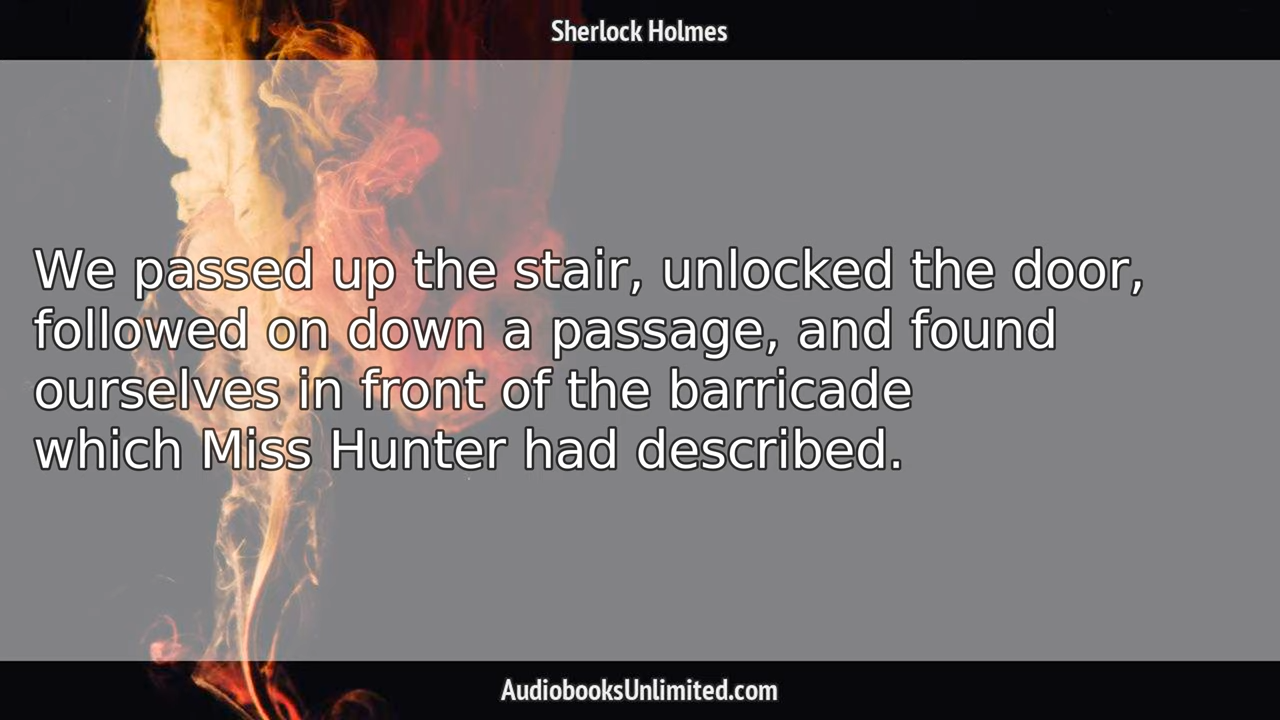 Sherlock Holmes
We passed up the stair, unlocked the door,
followed on down a passage, and found
ourselves in front of the barricade
which Miss Hunter had described.
AudiobooksUnlimited.com